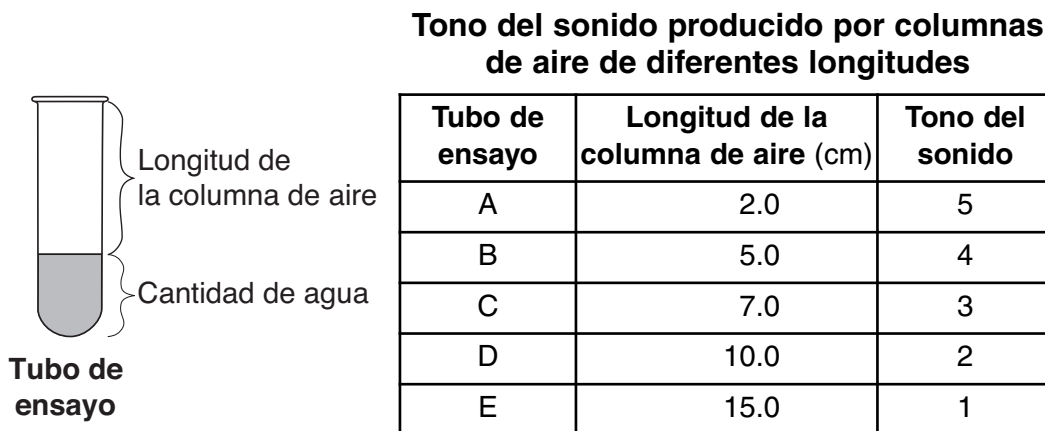 Tono del sonido producido por columnas
de aire de diferentes longitudes
Longitud de
la columna de aire
Cantidad de agua
Tubo de
ensayo
Tubo de
ensayo
Longitud de la
columna de aire (cm)
Tono del
sonido
A 2.0 5
B 5.0 4
C 7.0 3
D 10.0 2
E 15.0 1